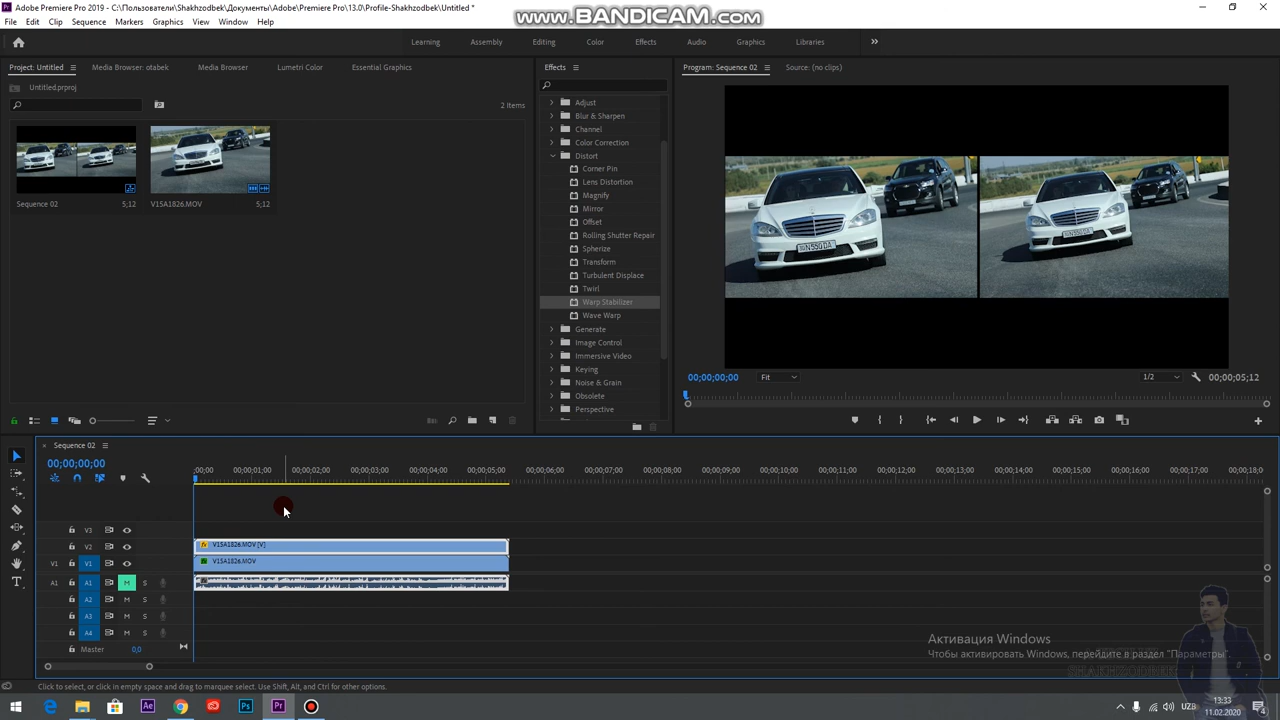 Adobe Premiere Pro 2019 - C:\Пользователи\Shakhzodbek\Документы\Adobe\Premiere Pro\13.0\Profile-Shakhzodbek\Untitled *
www.BANDICAM.com
File Edit Clip Sequence Markers Graphics View Window Help
Learning Assembly Editing Color Effects Audio Graphics Libraries
Project: Untitled Media Browser: otabek Media Browser Lumetri Color Essential Graphics
Untitled.prproj
2 Items
Sequence 02 5;12 V15A1826.MOV 5;12
Effects
Adjust
Blur & Sharpen
Channel
Color Correction
Distort
Corner Pin
Lens Distortion
Magnify
Mirror
Offset
Rolling Shutter Repair
Spherize
Transform
Turbulent Displace
Twirl
Warp Stabilizer
Wave Warp
Generate
Image Control
Immersive Video
Keying
Noise & Grain
Obsolete
Perspective
Program: Sequence 02 Source: (no clips)
00;00;00;00 Fit 1/2 00;00;05;12
Sequence 02
00;00;00;00
;00;00 00;00;01;00 00;00;02;00 00;00;03;00 00;00;04;00 00;00;05;00 00;00;06;00 00;00;07;00 00;00;08;00 00;00;09;00 00;00;10;00 00;00;11;00 00;00;12;00 00;00;13;00 00;00;14;00 00;00;15;00 00;00;16;00 00;00;17;00 00;00;18;0
V3
V2 V15A1826.MOV [V]
V1 V1 V15A1826.MOV
A1 A1 M S
A2 M S
A3 M S
A4 M S
Master 0,0
Активация Windows
Чтобы активировать Windows, перейдите в раздел "Параметры".
SHAKHZODBEK
Click to select, or click in empty space and drag to marquee select. Use Shift, Alt, and Ctrl for other options.
UZB
13:33
11.02.2020
4